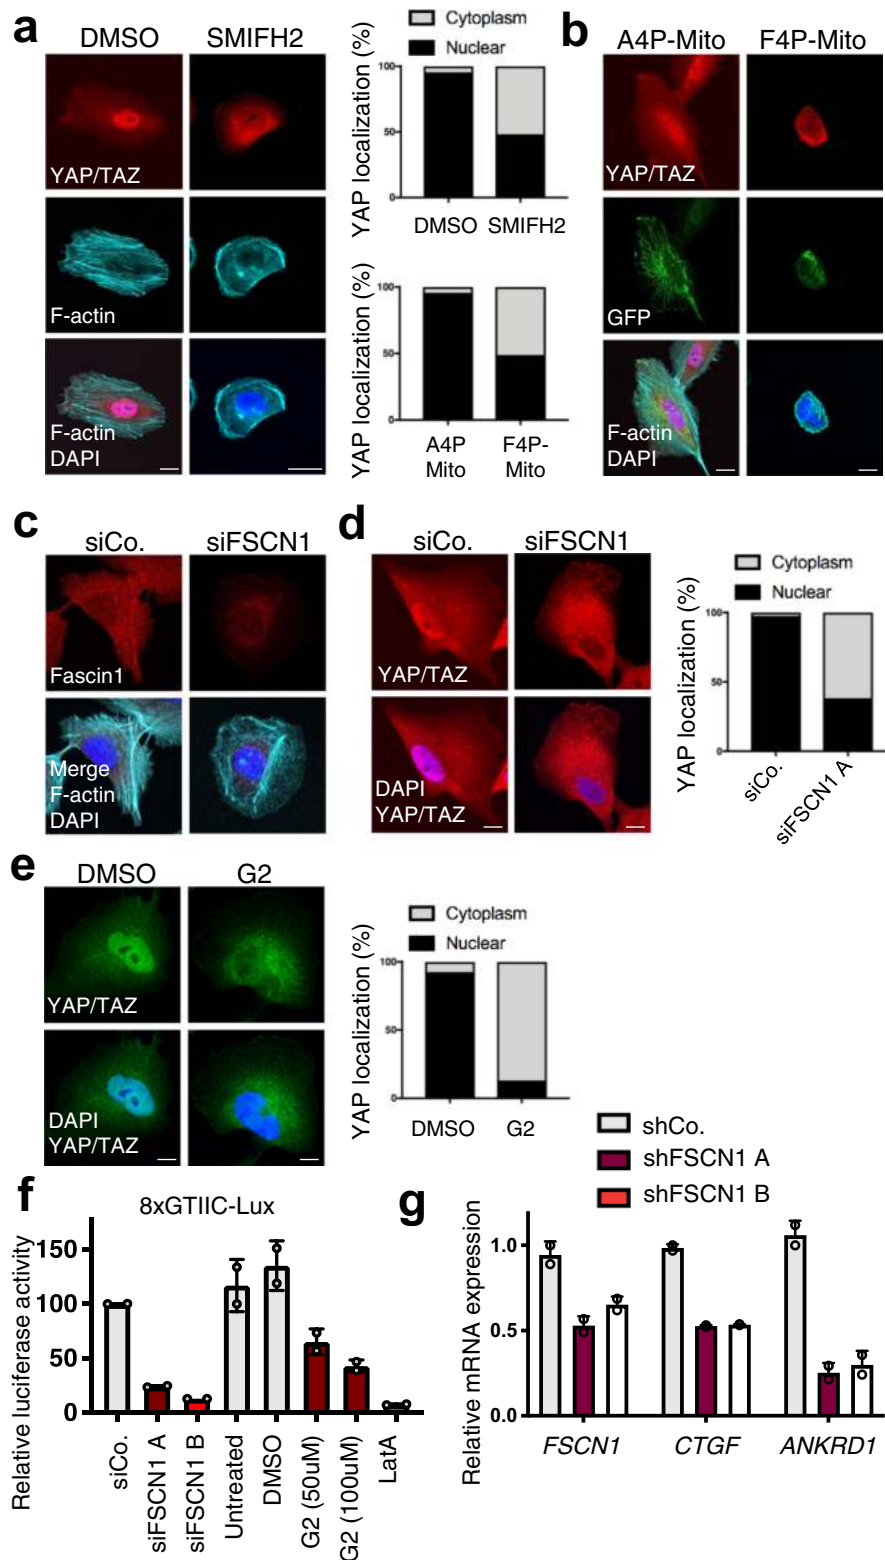 a
DMSO SMIFH2
YAP/TAZ
F-actin
F-actin
DAPI
Cytoplasm
Nuclear
YAP localization (%)
100
50
0
DMSO SMIFH2
YAP localization (%)
100
50
0
A4P F4P-
Mito Mito
b
A4P-Mito F4P-Mito
YAP/TAZ
GFP
F-actin
DAPI
c
siCo. siFSCN1
Fascin1
Merge
F-actin
DAPI
d
siCo. siFSCN1
YAP/TAZ
DAPI
YAP/TAZ
Cytoplasm
Nuclear
YAP localization (%)
100
50
0
siCo.
siFSCN1 A
e
DMSO G2
YAP/TAZ
DAPI
YAP/TAZ
Cytoplasm
Nuclear
YAP localization (%)
100
50
0
DMSO G2
f
8xGTIIC-Lux
Relative luciferase activity
150
100
50
0
siCo.
siFSCN1 A
siFSCN1 B
Untreated
DMSO
G2 (50uM)
G2 (100uM)
LatA
g
shCo.
shFSCN1 A
shFSCN1 B
Relative mRNA expression
1.0
0.5
0.0
FSCN1 CTGF ANKRD1